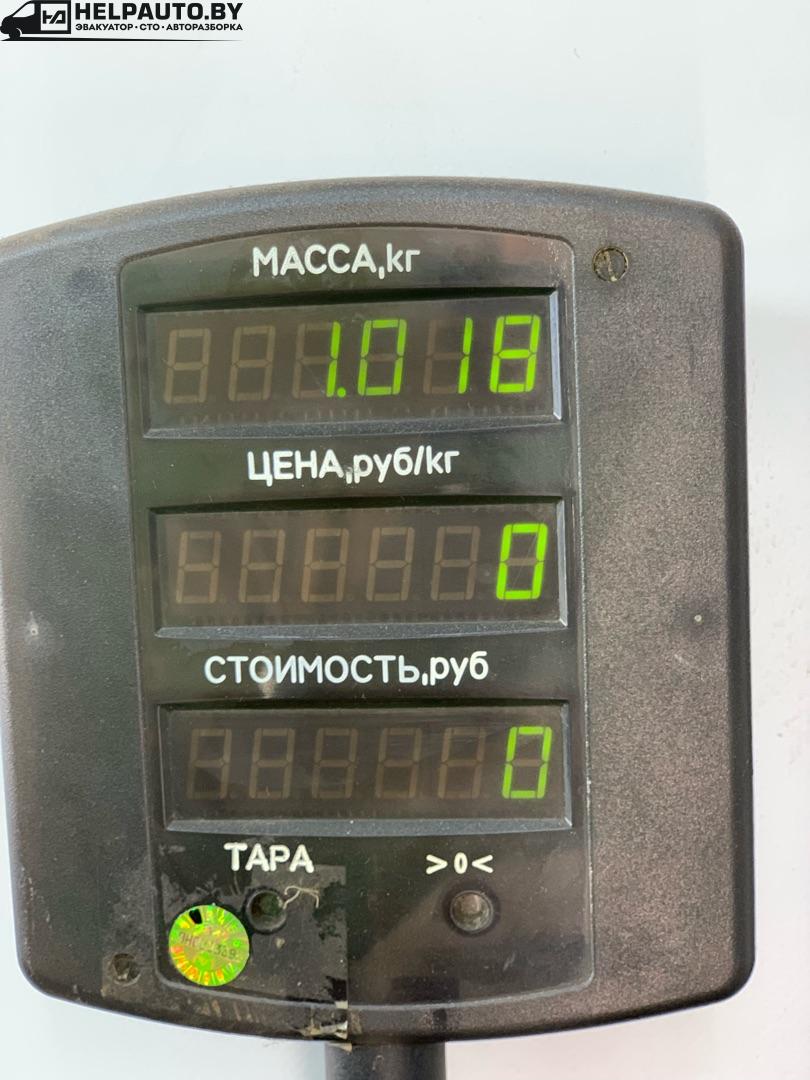 HELPAUTO.BY
ЭВАКУАТОР • СТО • АВТОРАЗБОРКА
МАССА,кг
1.018
ЦЕНА,руб/кг
0
СТОИМОСТЬ,руб
0
ТАРА >0<